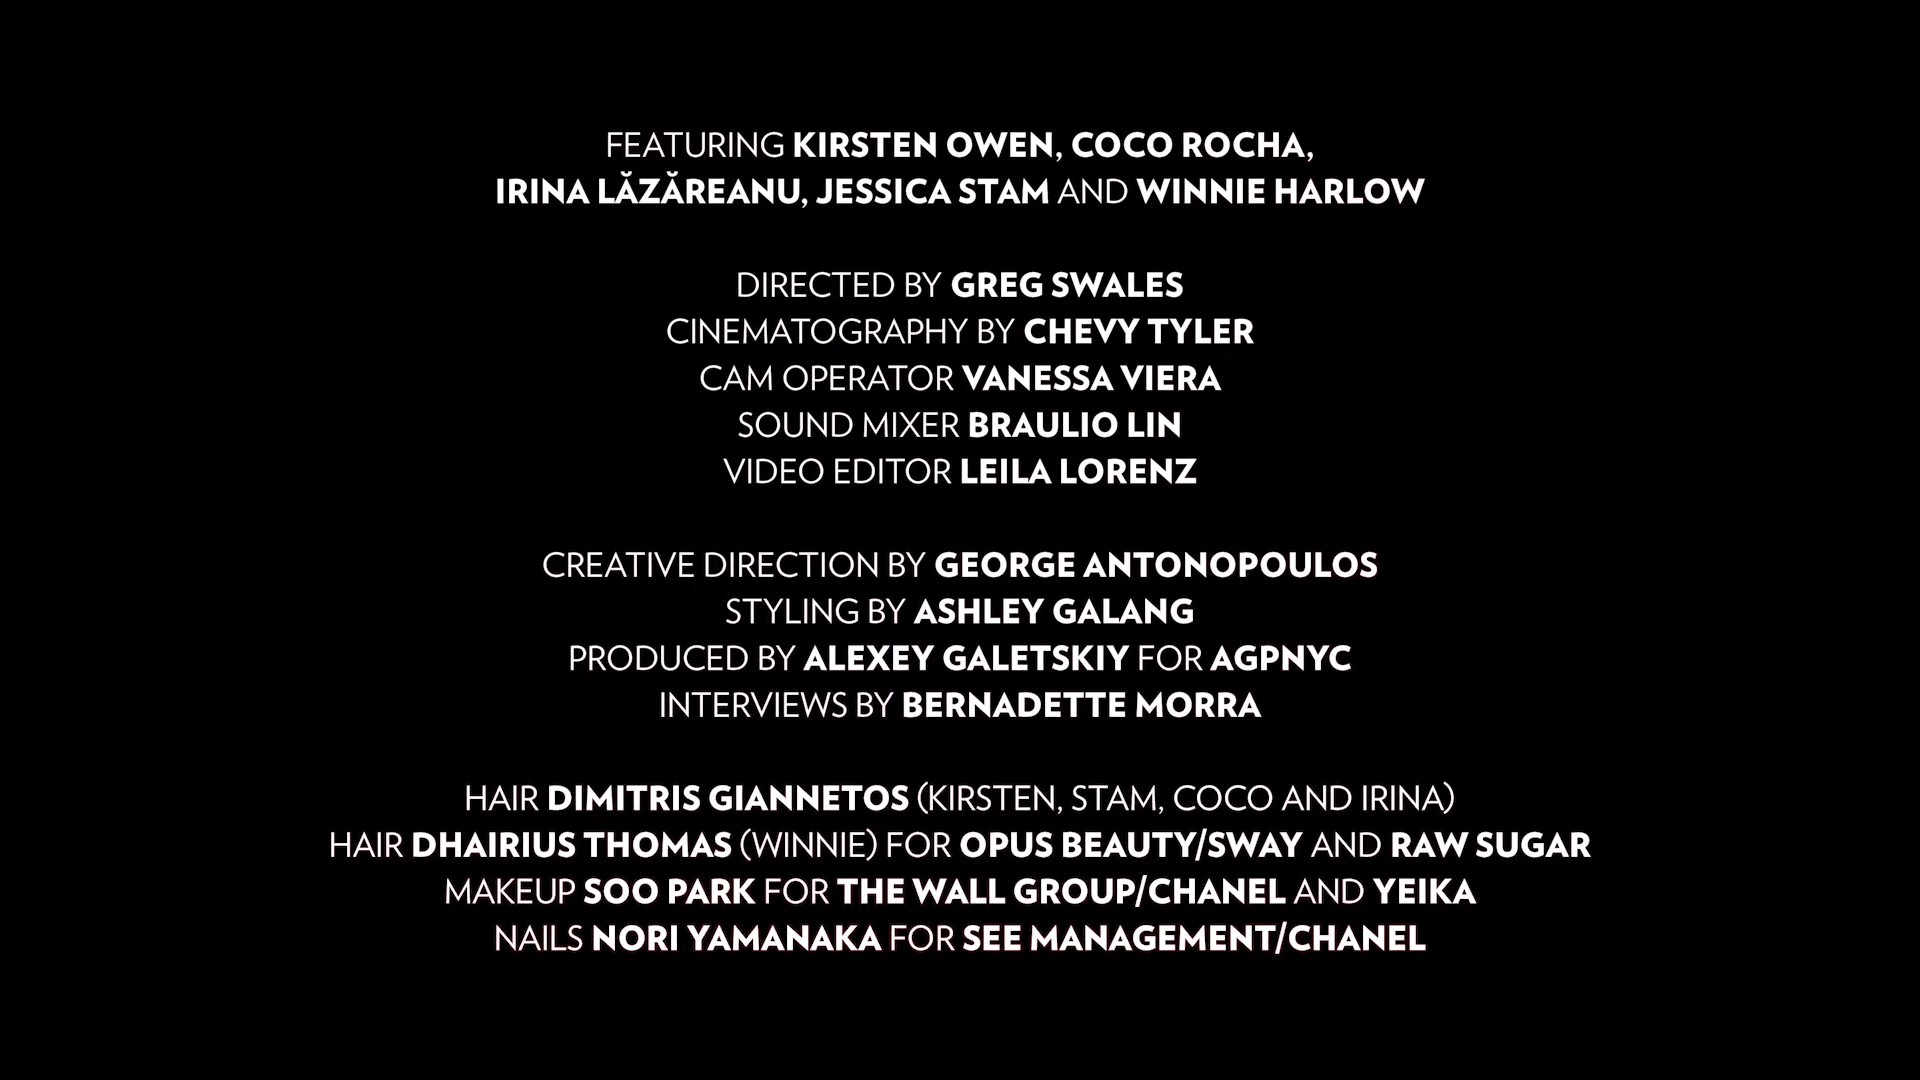 FEATURING KIRSTEN OWEN, COCO ROCHA,
IRINA LĂZĂREANU, JESSICA STAM AND WINNIE HARLOW
DIRECTED BY GREG SWALES
CINEMATOGRAPHY BY CHEVY TYLER
CAM OPERATOR VANESSA VIERA
SOUND MIXER BRAULIO LIN
VIDEO EDITOR LEILA LORENZ
CREATIVE DIRECTION BY GEORGE ANTONOPOULOS
STYLING BY ASHLEY GALANG
PRODUCED BY ALEXEY GALETSKIY FOR AGPNYC
INTERVIEWS BY BERNADETTE MORRA
HAIR DIMITRIS GIANNETOS (KIRSTEN, STAM, COCO AND IRINA)
HAIR DHAIRIUS THOMAS (WINNIE) FOR OPUS BEAUTY/SWAY AND RAW SUGAR
MAKEUP SOO PARK FOR THE WALL GROUP/CHANEL AND YEIKA
NAILS NORI YAMANAKA FOR SEE MANAGEMENT/CHANEL